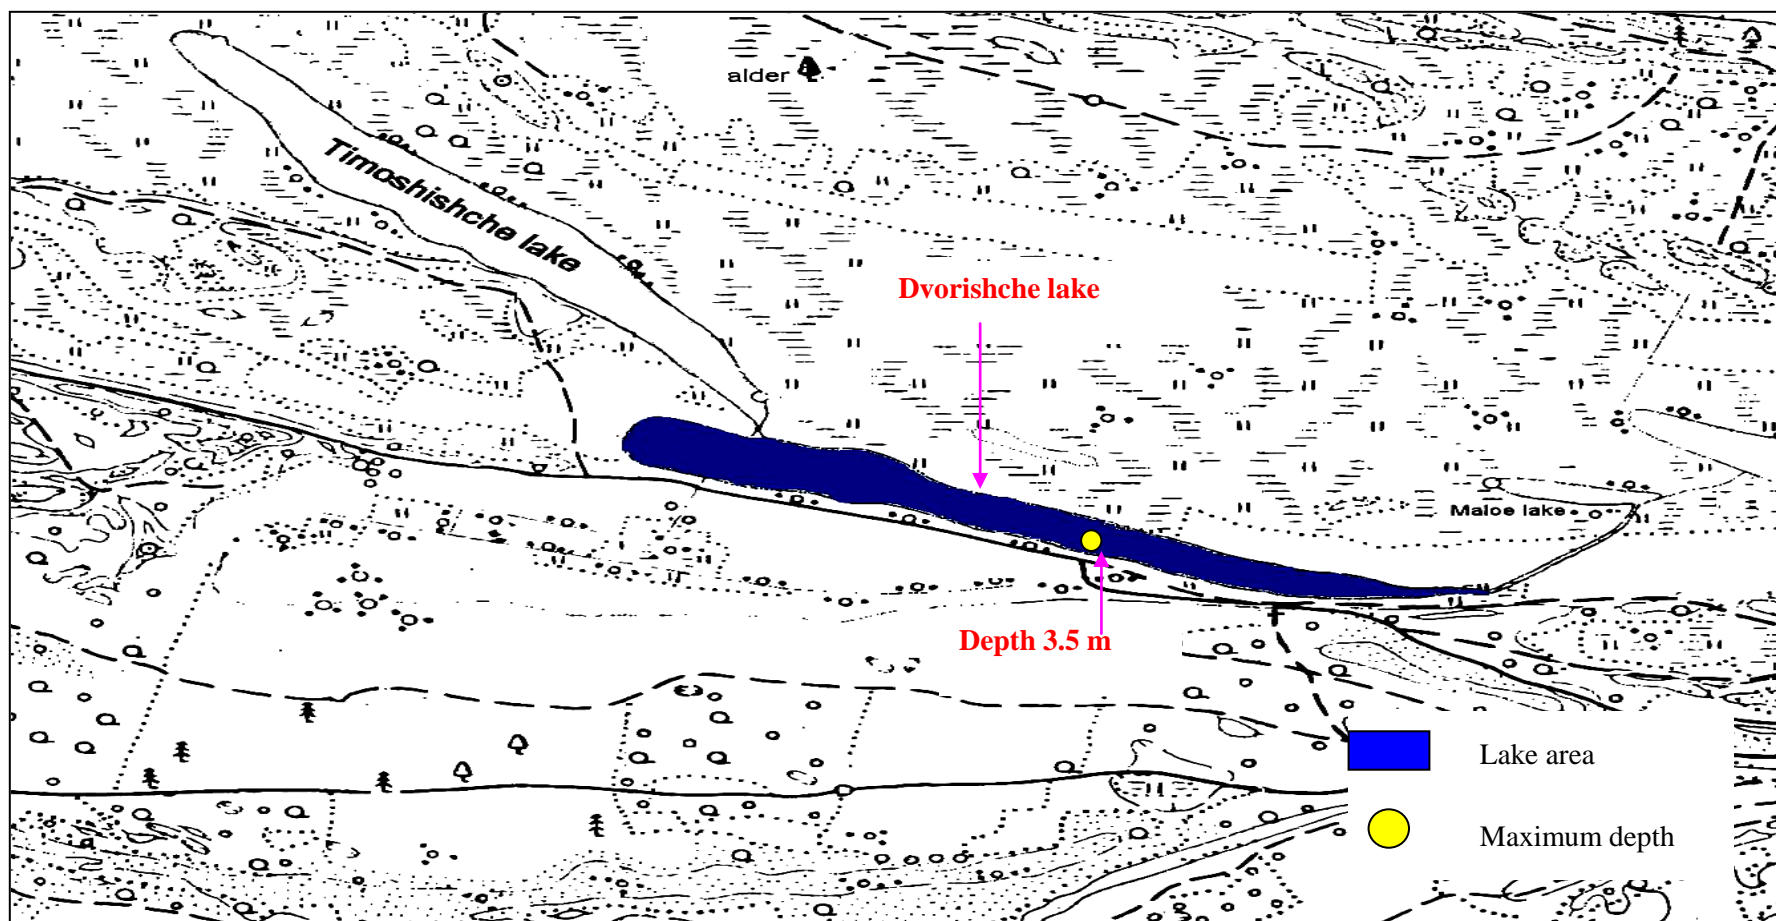 alder
Timoshishche lake
Dvorishche lake
Maloe lake
Depth 3.5 m
Lake area
Maximum depth